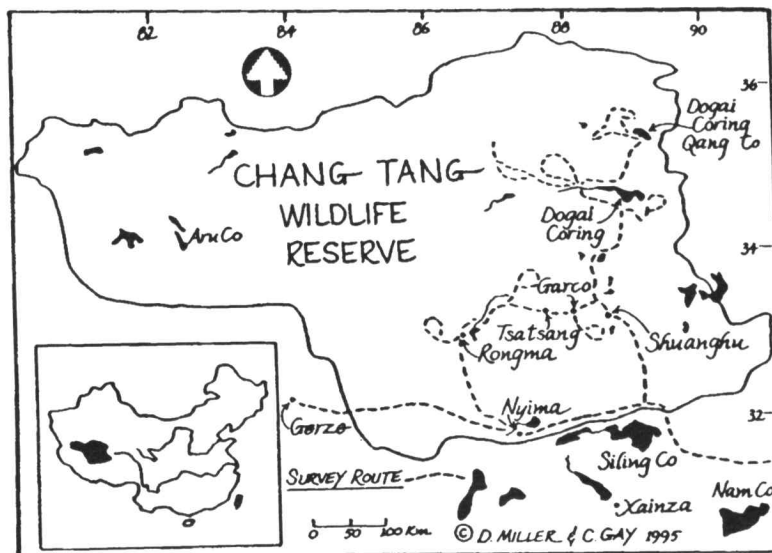 82
84
86
88
90
36
Dogai
Coring
Qang Co
CHANG TANG
WILDLIFE
RESERVE
Aru Co
Dogai
Coring
34
Garco
Tsatsang
Rongma
Shuanghu
Gerze
Nyima
32
Siling Co
SURVEY ROUTE
Xainza
Nam Co
0 50 100 Km.
© D. MILLER & C. GAY 1995